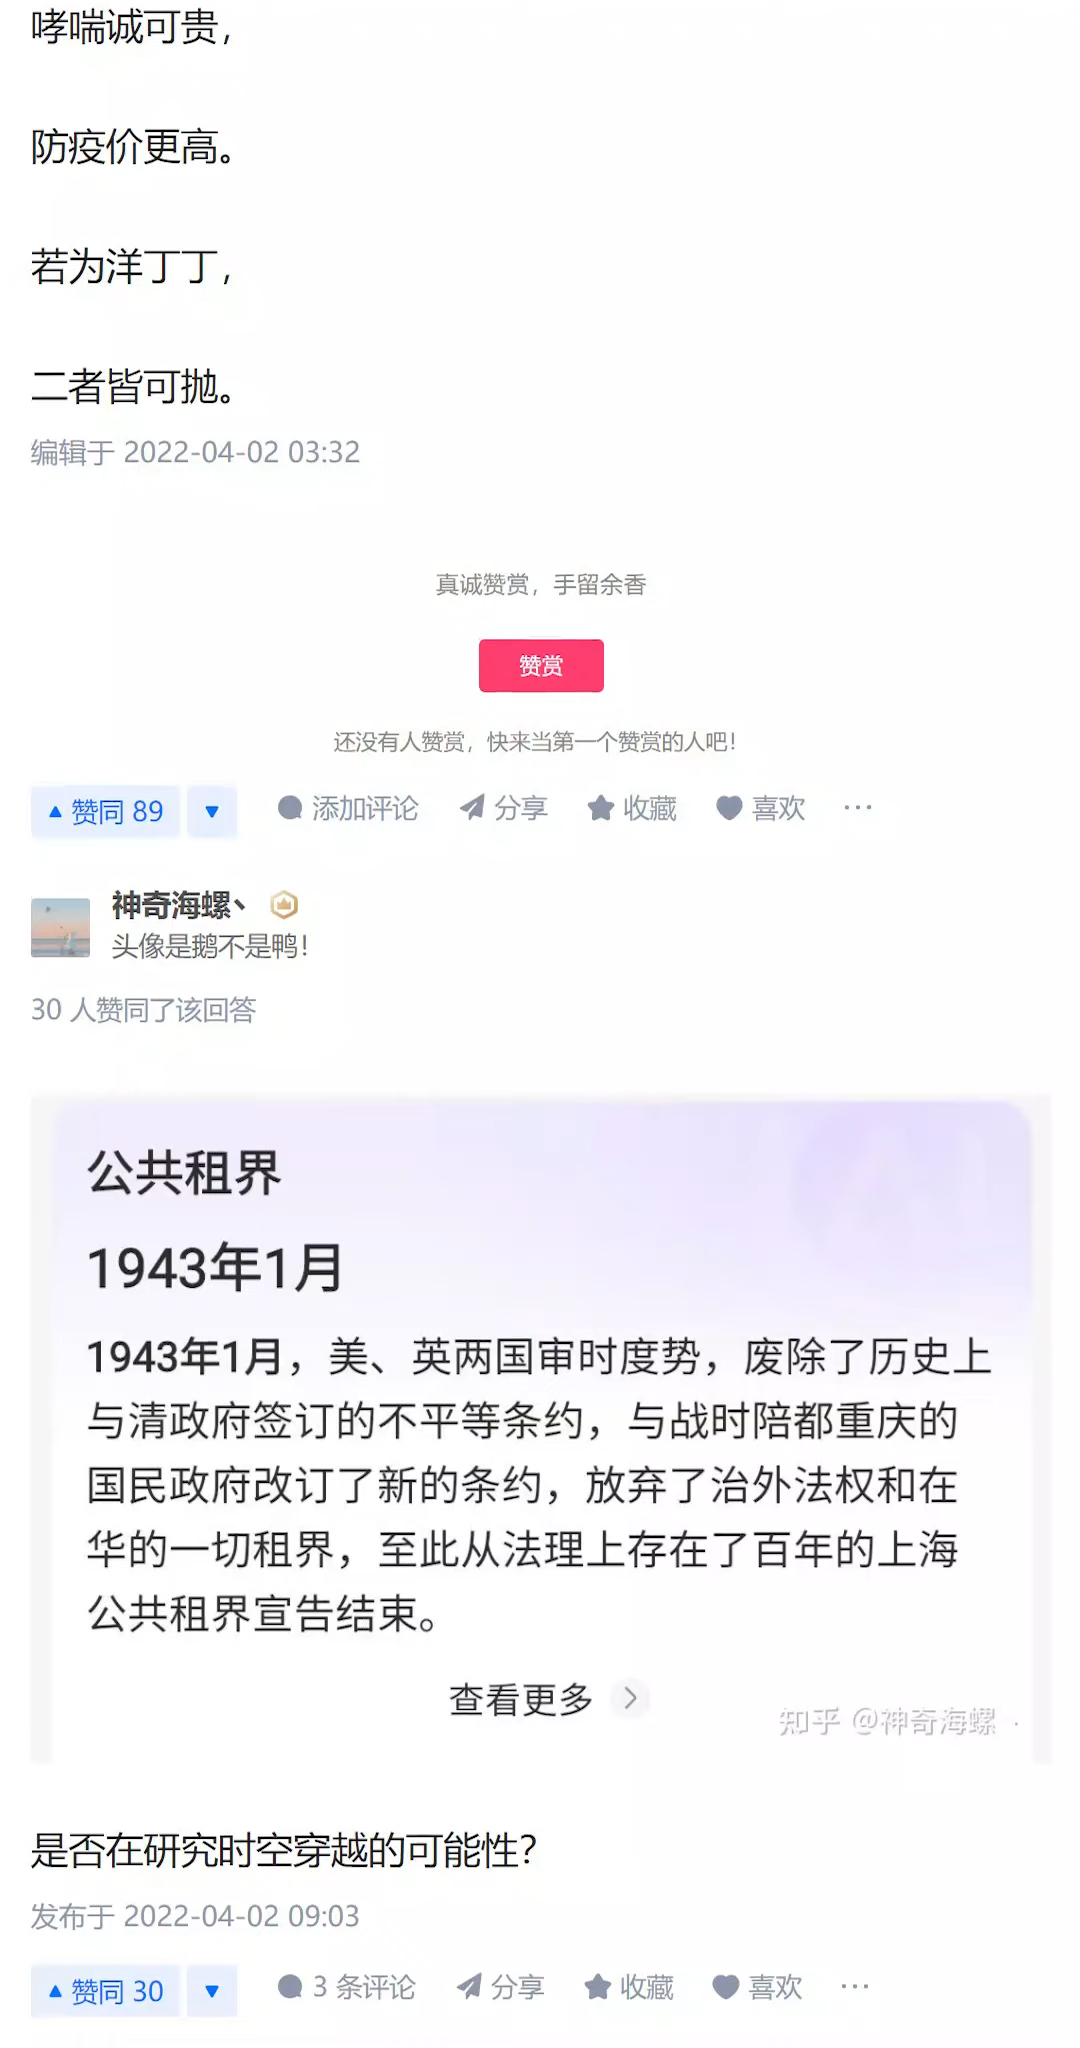 哮喘诚可贵，
防疫价更高。
若为洋丁丁，
二者皆可抛。
编辑于 2022-04-02 03:32
真诚赞赏，手留余香
赞赏
还没有人赞赏，快来当第一个赞赏的人吧！
赞同 89 添加评论 分享 收藏 喜欢 ···
神奇海螺丶
头像是鹅不是鸭！
30 人赞同了该回答
公共租界
1943年1月
1943年1月，美、英两国审时度势，废除了历史上
与清政府签订的不平等条约，与战时陪都重庆的
国民政府改订了新的条约，放弃了治外法权和在
华的一切租界，至此从法理上存在了百年的上海
公共租界宣告结束。
查看更多
知乎 @神奇海螺丶
是否在研究时空穿越的可能性？
发布于 2022-04-02 09:03
赞同 30 3 条评论 分享 收藏 喜欢 ···